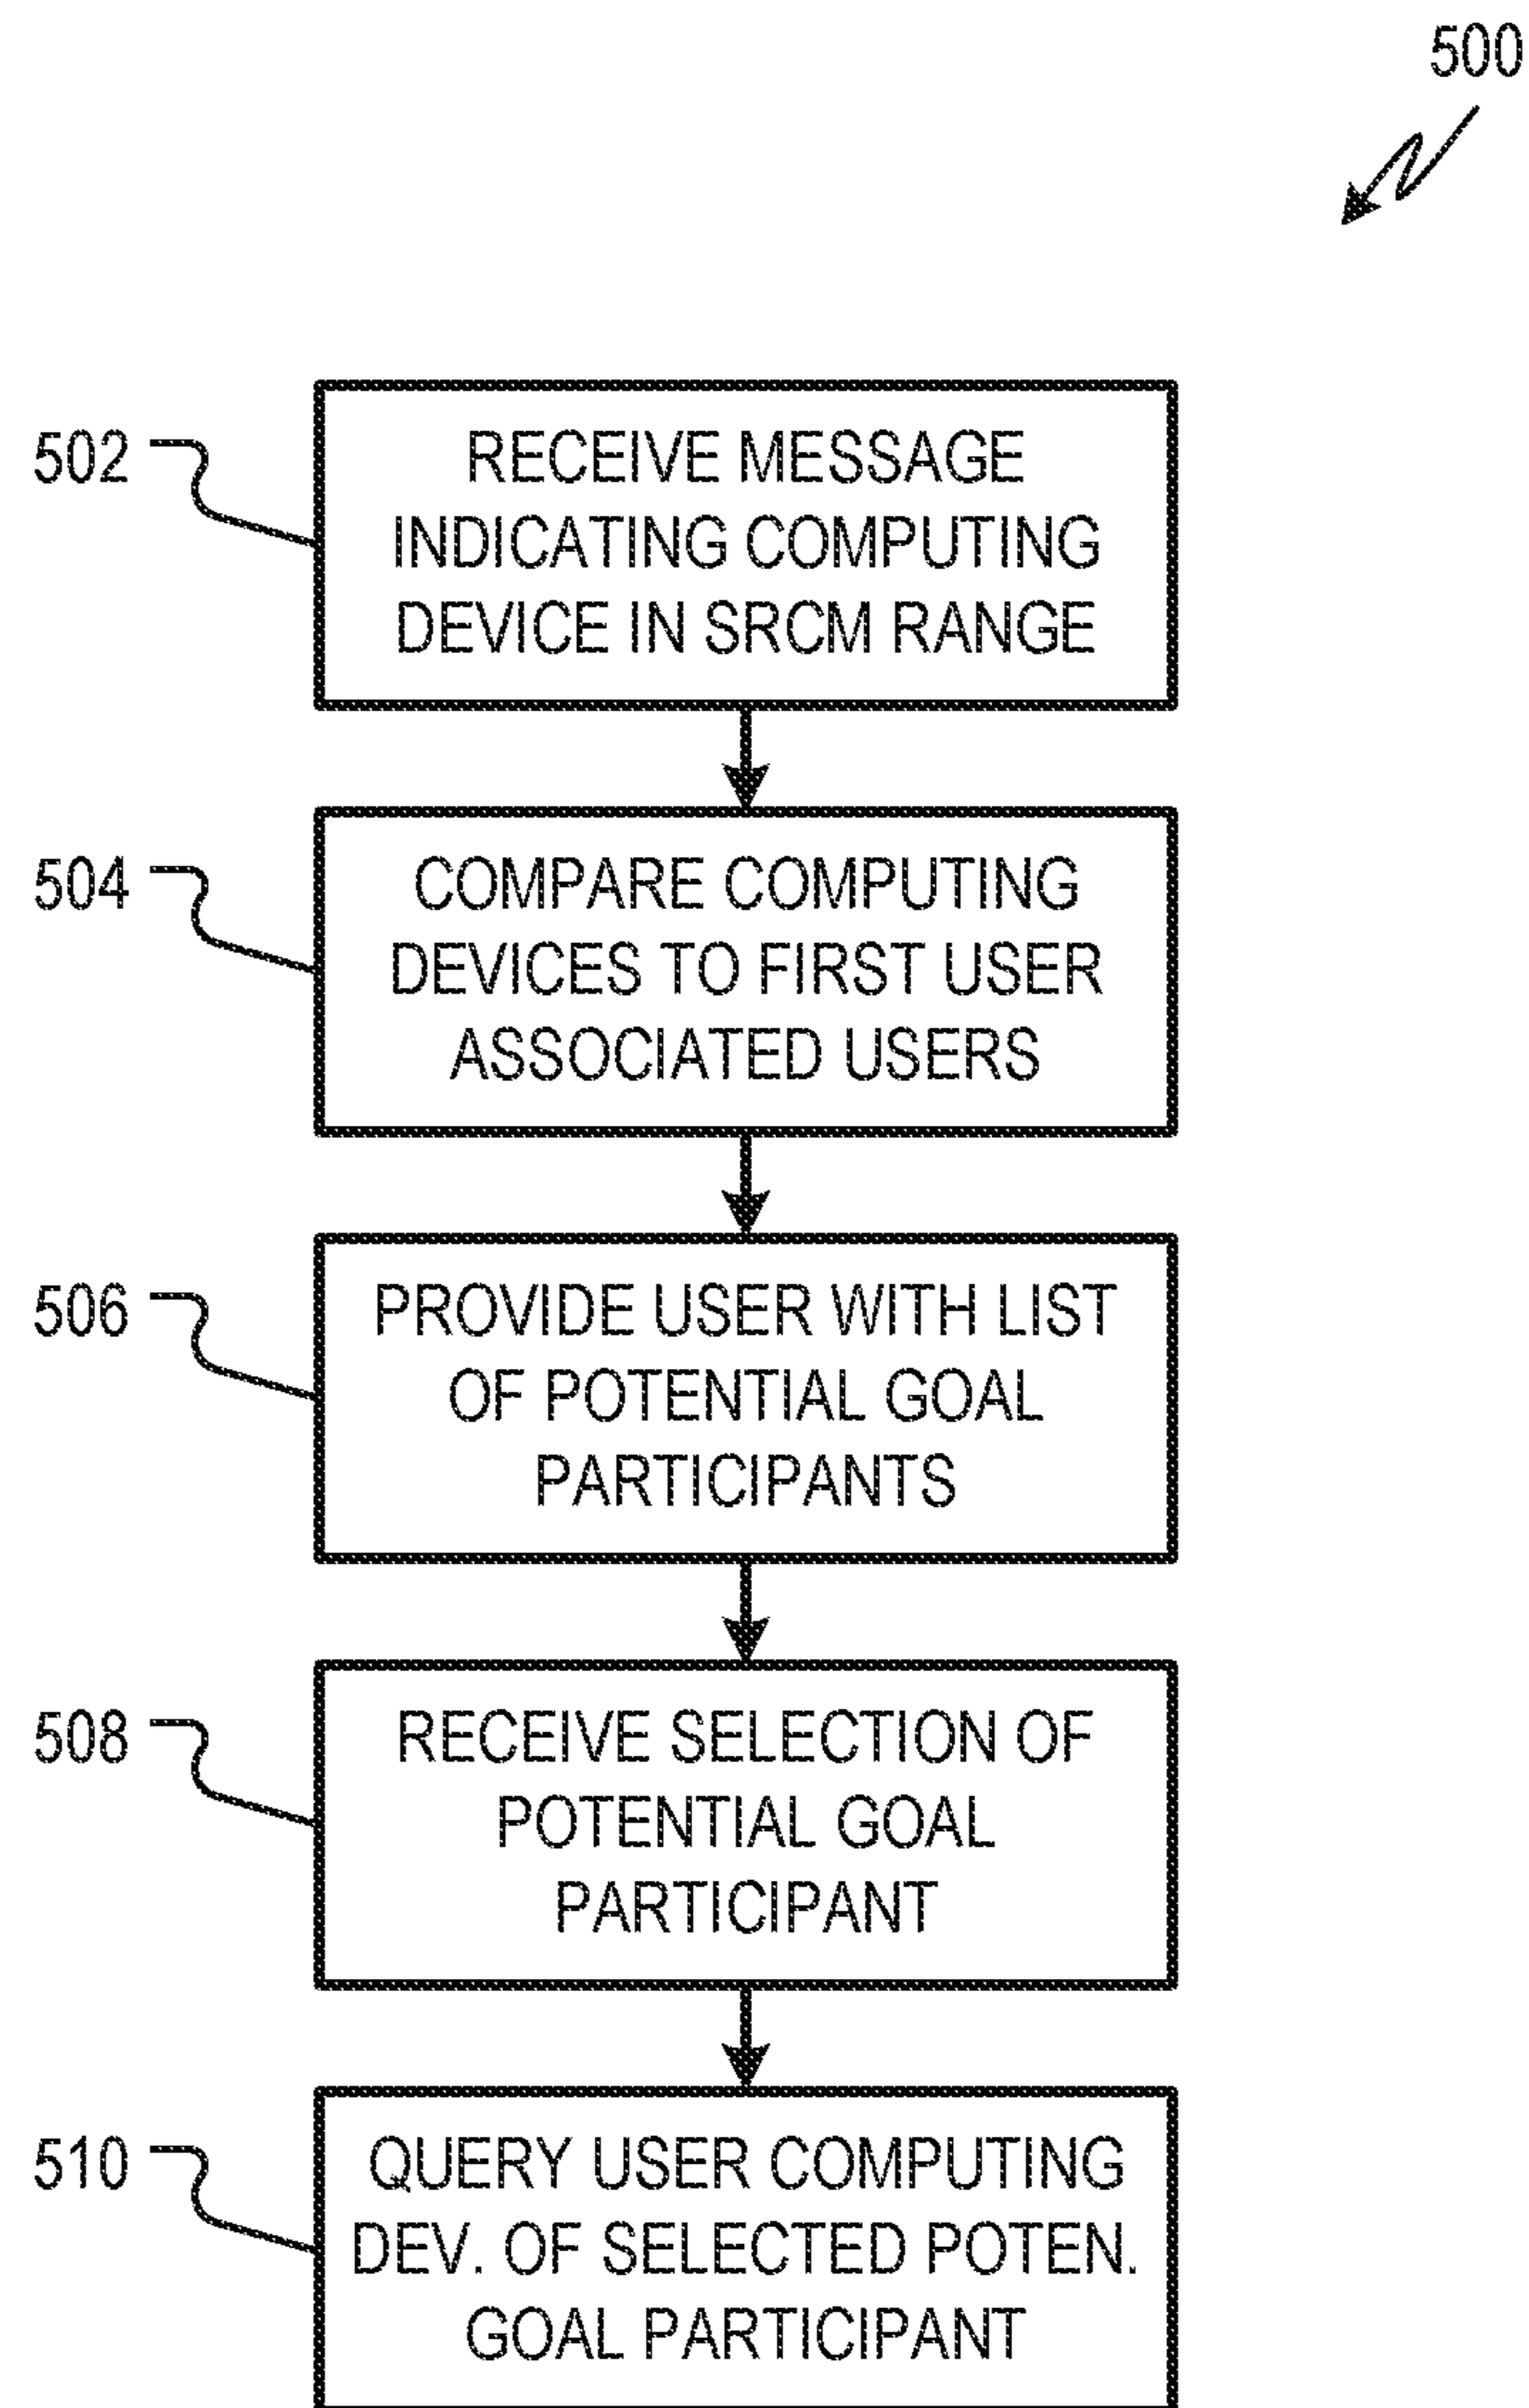 500
502
RECEIVE MESSAGE
INDICATING COMPUTING
DEVICE IN SRCM RANGE
504
COMPARE COMPUTING
DEVICES TO FIRST USER
ASSOCIATED USERS
506
PROVIDE USER WITH LIST
OF POTENTIAL GOAL
PARTICIPANTS
508
RECEIVE SELECTION OF
POTENTIAL GOAL
PARTICIPANT
510
QUERY USER COMPUTING
DEV. OF SELECTED POTEN.
GOAL PARTICIPANT